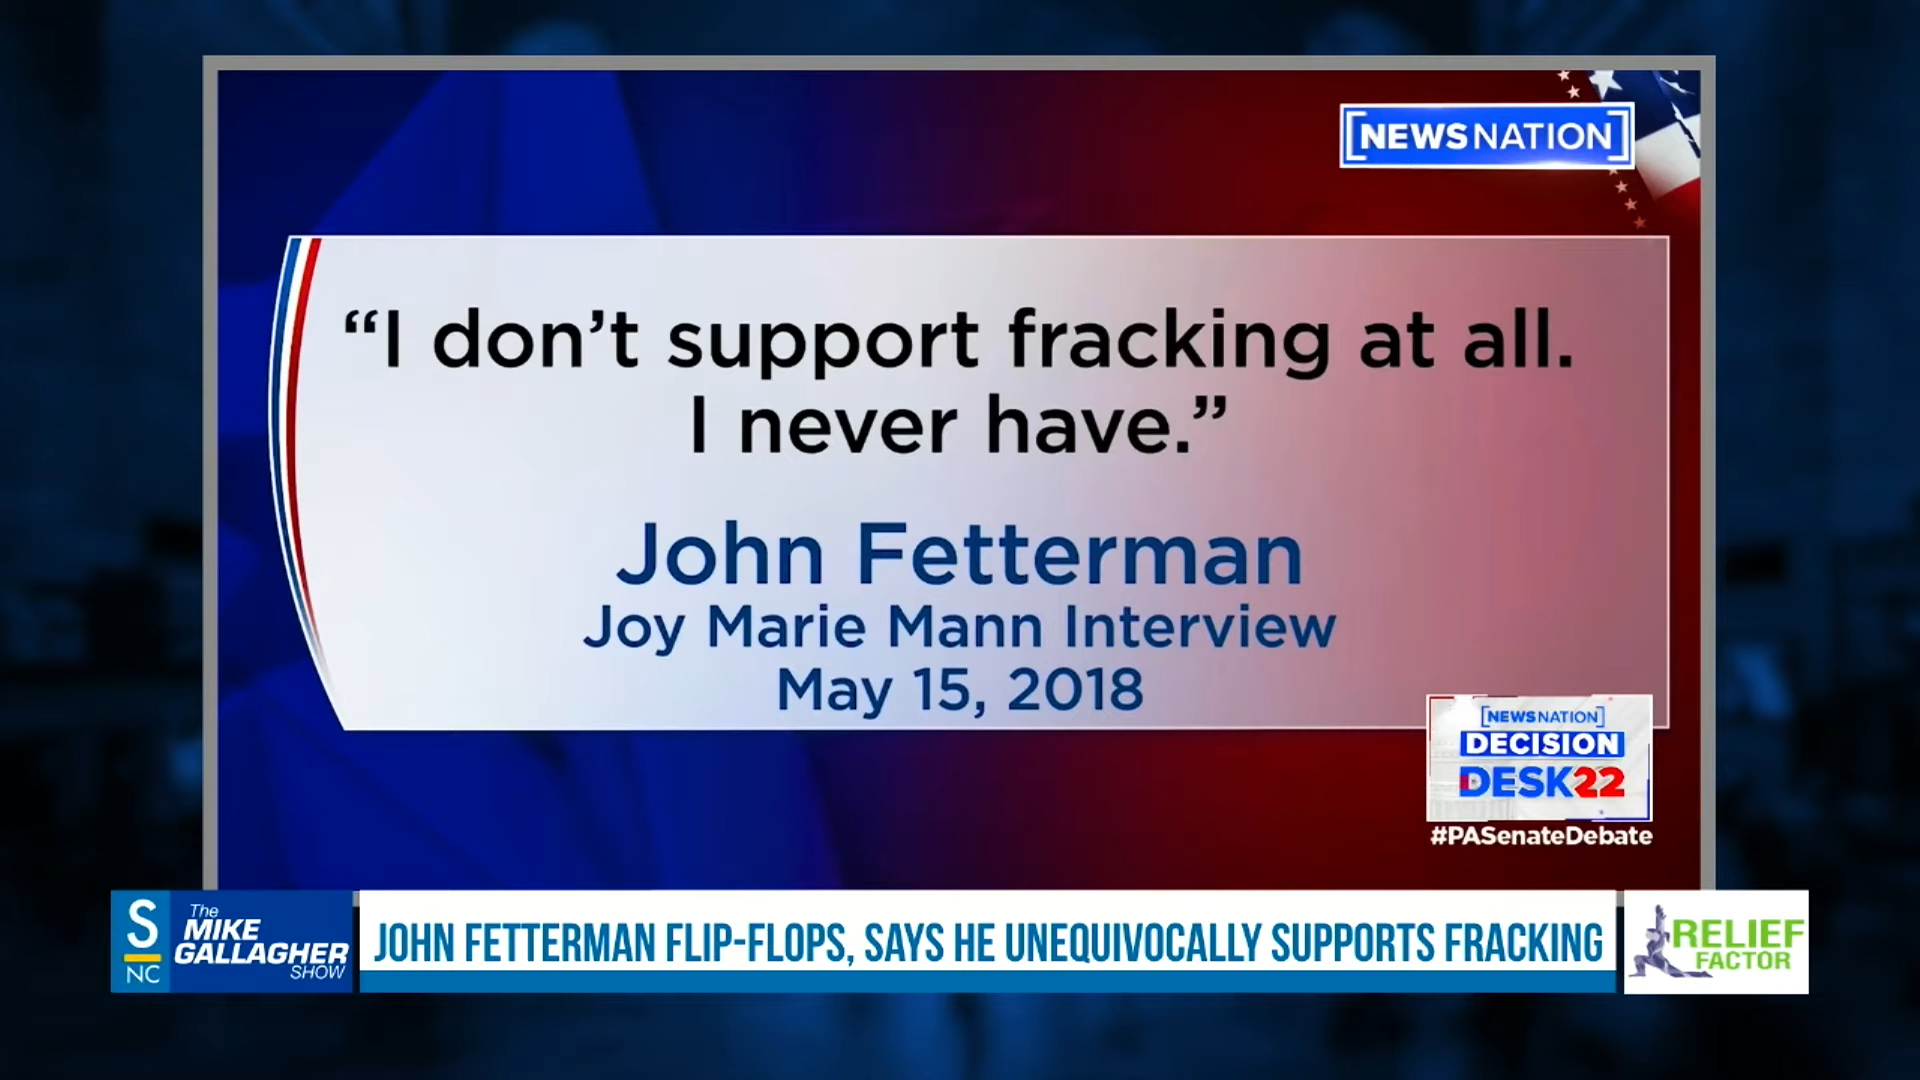 [NEWSNATION]
“I don’t support fracking at all.
I never have.”
John Fetterman
Joy Marie Mann Interview
May 15, 2018
[NEWSNATION]
DECISION
DESK22
#PASenateDebate
S
NC
The
MIKE
GALLAGHER
SHOW
JOHN FETTERMAN FLIP-FLOPS, SAYS HE UNEQUIVOCALLY SUPPORTS FRACKING
RELIEF
FACTOR